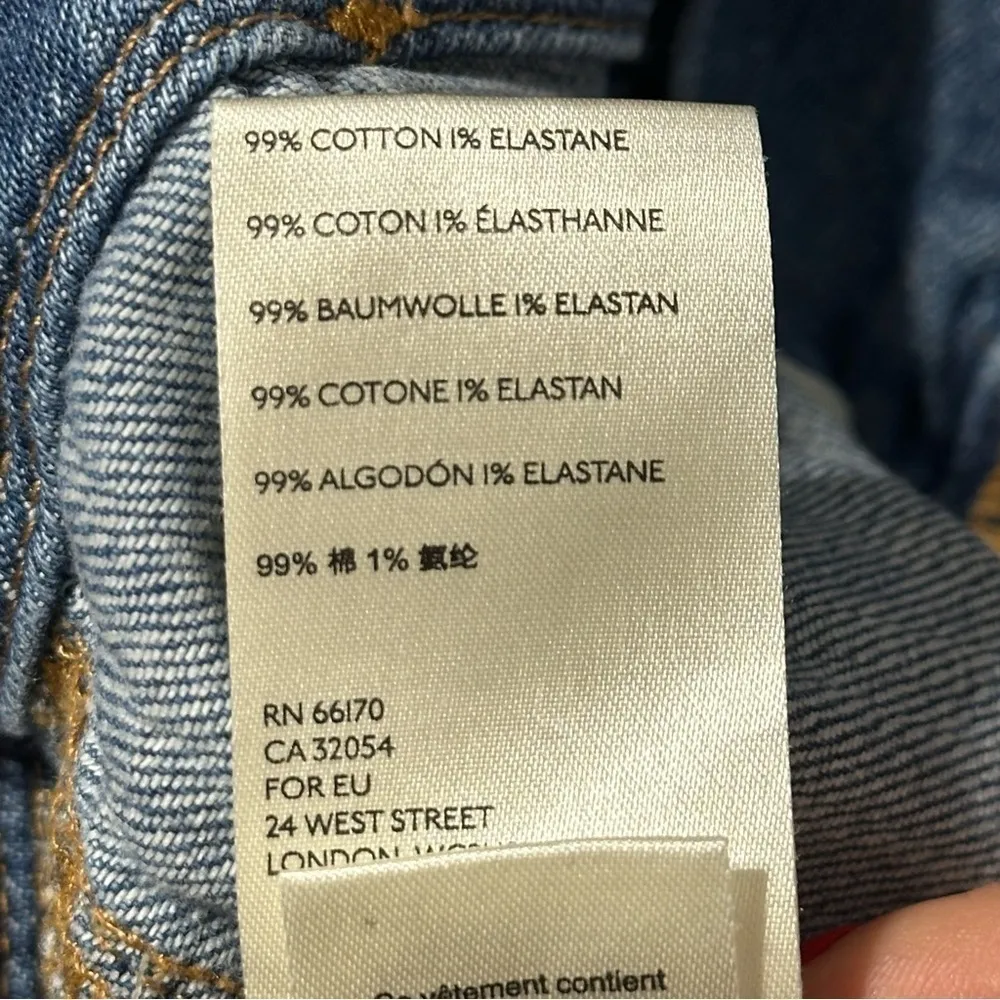 99% COTTON 1% ELASTANE
99% COTON 1% ÉLASTHANNE
99% BAUMWOLLE 1% ELASTAN
99% COTONE 1% ELASTAN
99% ALGODÓN 1% ELASTANE
99% 棉 1% 氨纶
RN 66170
CA 32054
FOR EU
24 WEST STREET
LONDON
vêtement contient